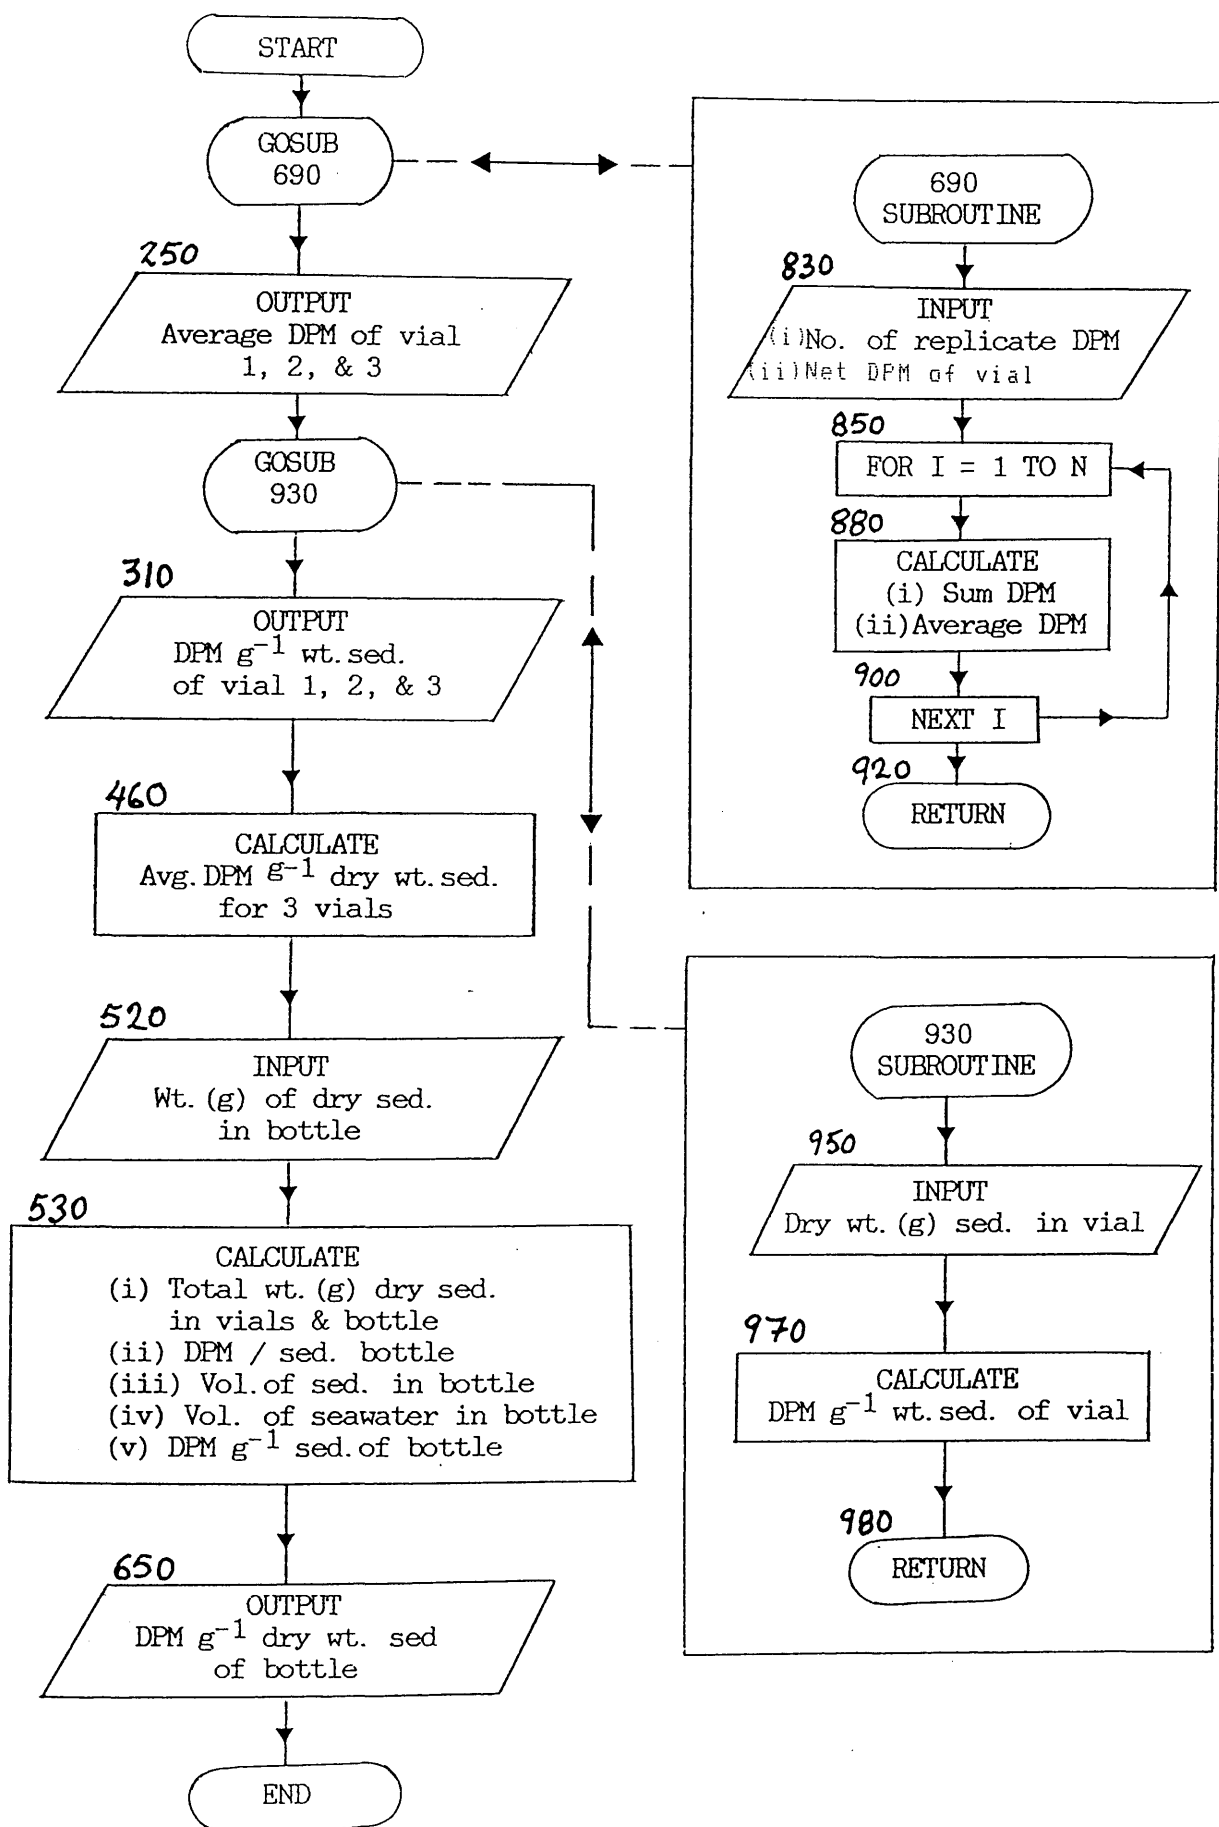 START
GOSUB
690
250
OUTPUT
Average DPM of vial
1, 2, & 3
GOSUB
930
310
OUTPUT
DPM g⁻¹ wt.sed.
of vial 1, 2, & 3
460
CALCULATE
Avg.DPM g⁻¹ dry wt.sed.
for 3 vials
520
INPUT
Wt.(g) of dry sed.
in bottle
530
CALCULATE
(i) Total wt.(g) dry sed.
in vials & bottle
(ii) DPM / sed. bottle
(iii) Vol.of sed. in bottle
(iv) Vol. of seawater in bottle
(v) DPM g⁻¹ sed.of bottle
650
OUTPUT
DPM g⁻¹ dry wt. sed
of bottle
END
690
SUBROUTINE
830
INPUT
(i)No. of replicate DPM
(ii)Net DPM of vial
850
FOR I = 1 TO N
880
CALCULATE
(i) Sum DPM
(ii)Average DPM
900
NEXT I
920
RETURN
930
SUBROUTINE
950
INPUT
Dry wt.(g) sed. in vial
970
CALCULATE
DPM g⁻¹ wt.sed. of vial
980
RETURN